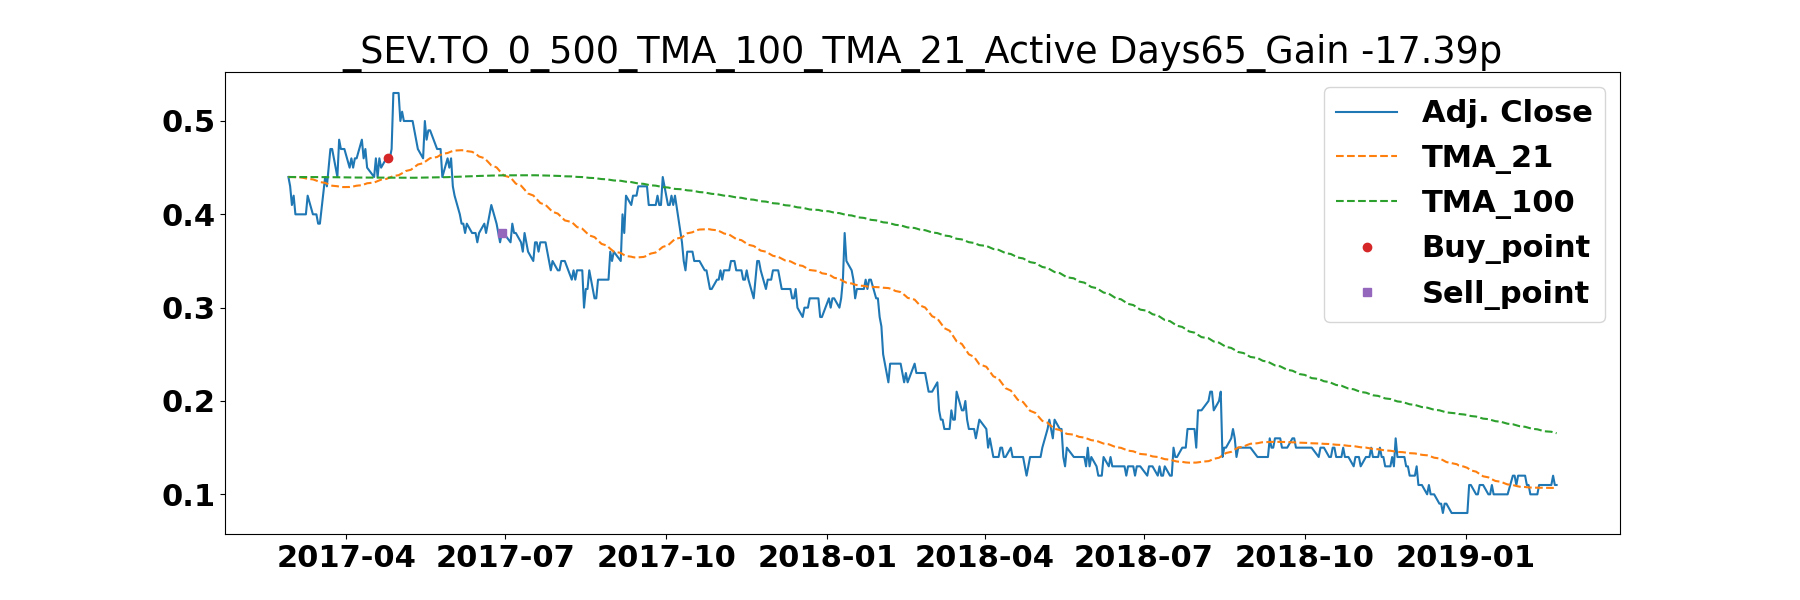 _SEV.TO_0_500_TMA_100_TMA_21_Active Days65_Gain -17.39p
Adj. Close
TMA_21
TMA_100
Buy_point
Sell_point
0.5
0.4
0.3
0.2
0.1
2017-04 2017-07 2017-10 2018-01 2018-04 2018-07 2018-10 2019-01